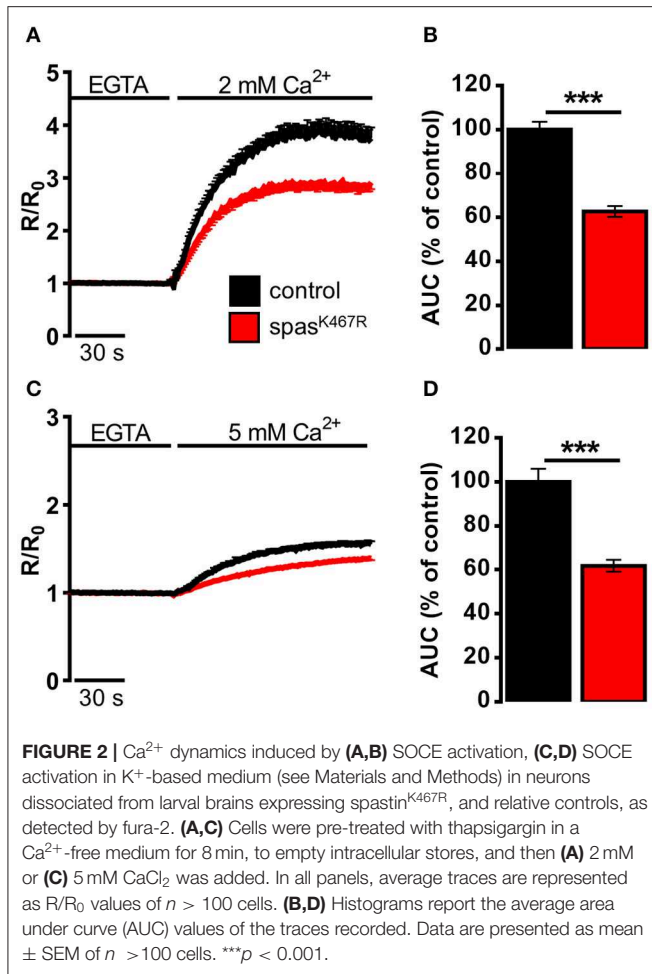 A
EGTA
2 mM Ca²⁺
5
4
3
2
1
0
R/R₀
control
spasᴷ⁴⁶⁷ᴿ
30 s
B
***
120
100
80
60
40
20
0
AUC (% of control)
C
EGTA
5 mM Ca²⁺
3
2
1
0
R/R₀
30 s
D
***
120
100
80
60
40
20
0
AUC (% of control)
FIGURE 2 | Ca²⁺ dynamics induced by (A,B) SOCE activation, (C,D) SOCE
activation in K⁺-based medium (see Materials and Methods) in neurons
dissociated from larval brains expressing spastinᴷ⁴⁶⁷ᴿ, and relative controls, as
detected by fura-2. (A,C) Cells were pre-treated with thapsigargin in a
Ca²⁺-free medium for 8 min, to empty intracellular stores, and then (A) 2 mM
or (C) 5 mM CaCl₂ was added. In all panels, average traces are represented
as R/R₀ values of n > 100 cells. (B,D) Histograms report the average area
under curve (AUC) values of the traces recorded. Data are presented as mean
± SEM of n >100 cells. ***p < 0.001.